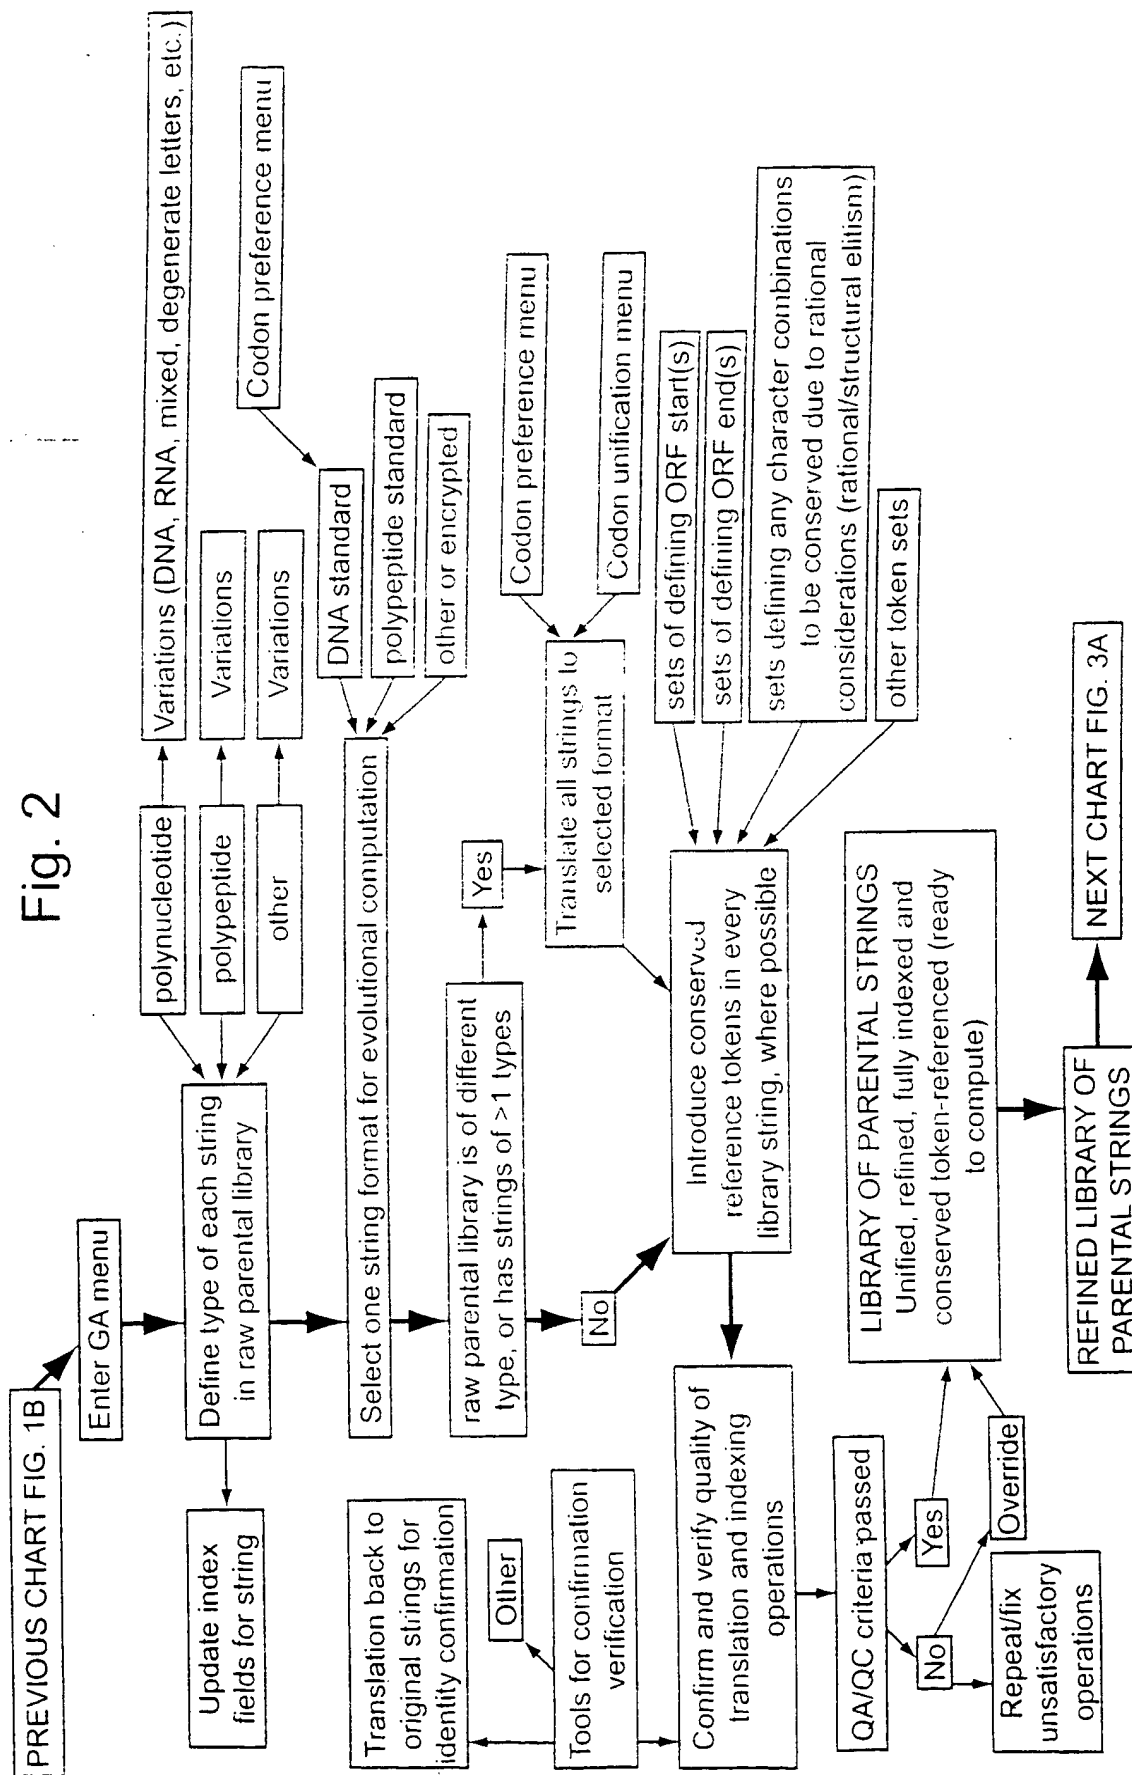 Fig. 2
PREVIOUS CHART FIG. 1B
Enter GA menu
Define type of each string
in raw parental library
Update index
fields for string
polynucleotide
polypeptide
other
Variations (DNA, RNA, mixed, degenerate letters, etc.)
Variations
Variations
Select one string format for evolutional computation
DNA standard
polypeptide standard
other or encrypted
Codon preference menu
raw parental library is of different
type, or has strings of >1 types
Yes
No
Translate all strings to
selected format
Codon preference menu
Codon unification menu
Introduce conserved
reference tokens in every
library string, where possible
sets of defining ORF start(s)
sets of defining ORF end(s)
sets defining any character combinations
to be conserved due to rational
considerations (rational/structural elitism)
other token sets
Translation back to
original strings for
identity confirmation
Other
Tools for confirmation
verification
Confirm and verify quality of
translation and indexing
operations
QA/QC criteria passed
Yes
No
Override
Repeat/fix
unsatisfactory
operations
LIBRARY OF PARENTAL STRINGS
Unified, refined, fully indexed and
conserved token-referenced (ready
to compute)
REFINED LIBRARY OF
PARENTAL STRINGS
NEXT CHART FIG. 3A